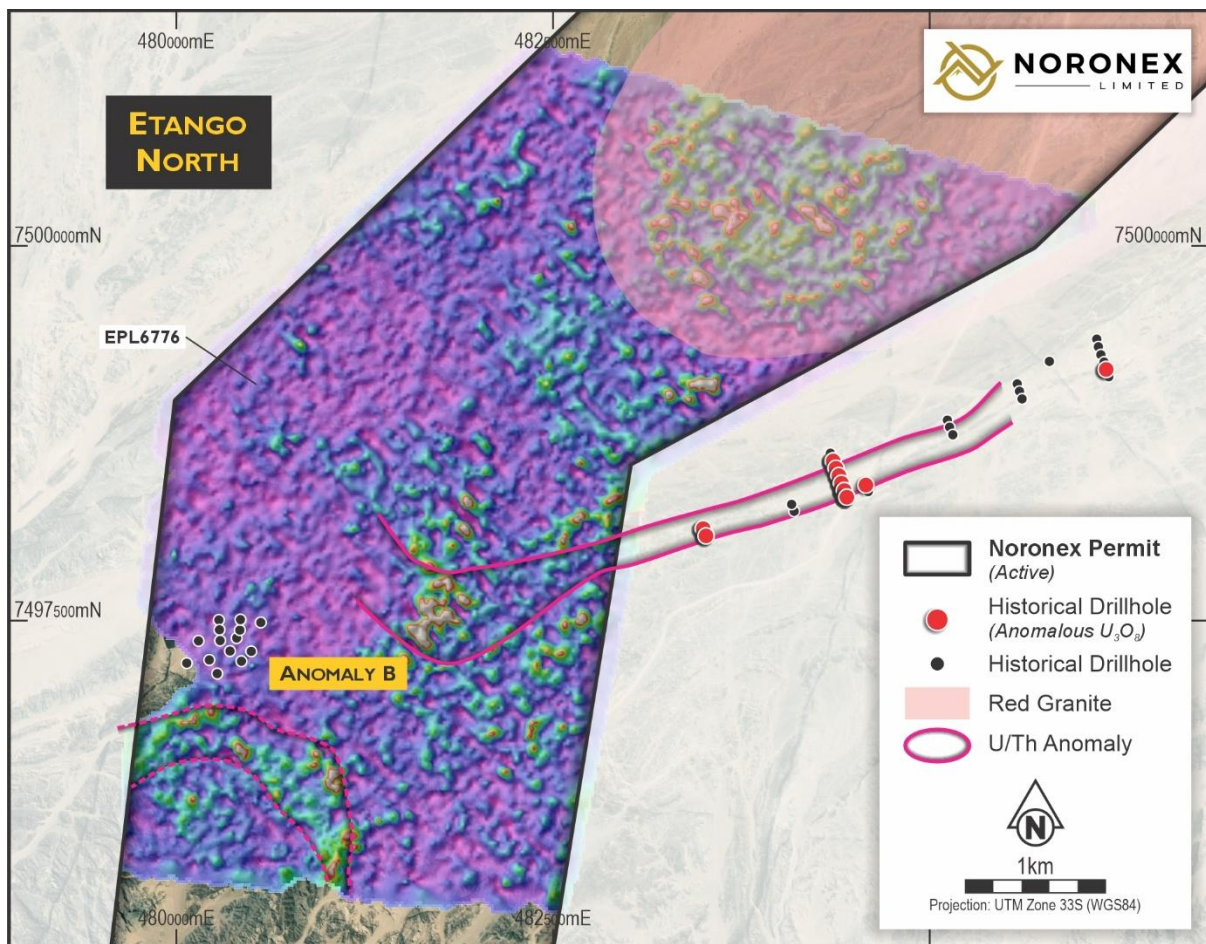 480000mE
482500mE
NORONEX
LIMITED
ETANGO
NORTH
7500000mN
7500000mN
EPL6776
7497500mN
ANOMALY B
Noronex Permit
(Active)
Historical Drillhole
(Anomalous U₃O₈)
Historical Drillhole
Red Granite
U/Th Anomaly
N
1km
Projection: UTM Zone 33S (WGS84)
480000mE
482500mE